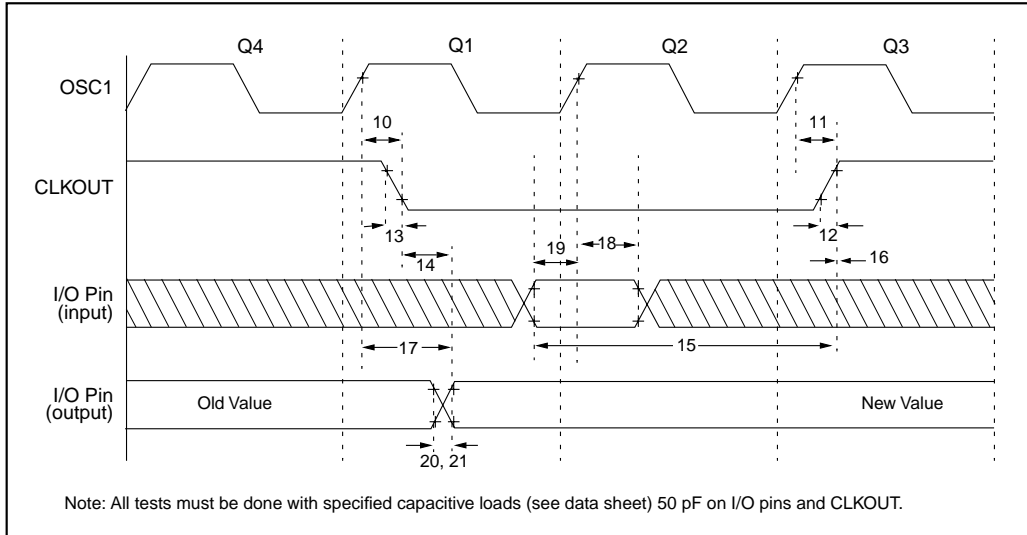 Q4 Q1 Q2 Q3
OSC1
10 11
CLKOUT
13 12
14 19 18 16
I/O Pin
(input)
17 15
I/O Pin
(output)
Old Value New Value
20, 21
Note: All tests must be done with specified capacitive loads (see data sheet) 50 pF on I/O pins and CLKOUT.